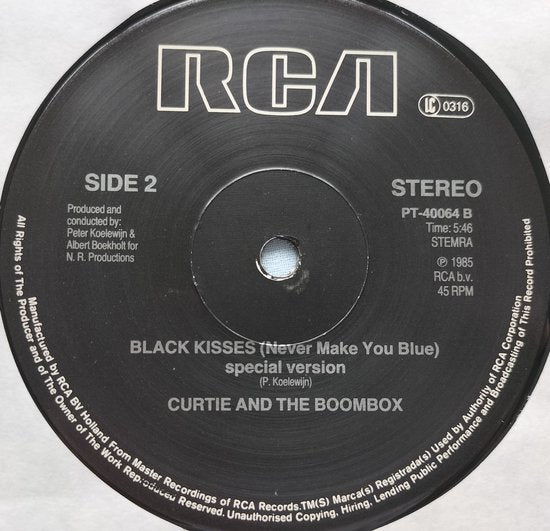 RCA
LC 0316
SIDE 2
STEREO
Produced and
conducted by:
Peter Koelewijn &
Albert Boekholt for
N. R. Productions
PT-40064 B
Time: 5:46
STEMRA
℗ 1985
RCA b.v.
45 RPM
BLACK KISSES (Never Make You Blue)
special version
(P. Koelewijn)
CURTIE AND THE BOOMBOX
All Rights of The Producer and of The Owner of The Work Reproduced Reserved. Unauthorised Copying, Hiring, Lending Public Performance and Broadcasting of This Record Prohibited
Manufactured by RCA BV Holland From Master Recordings of RCA Records.TM(S) Marca(s) Registrada(s) Used by Authority of RCA Corporation